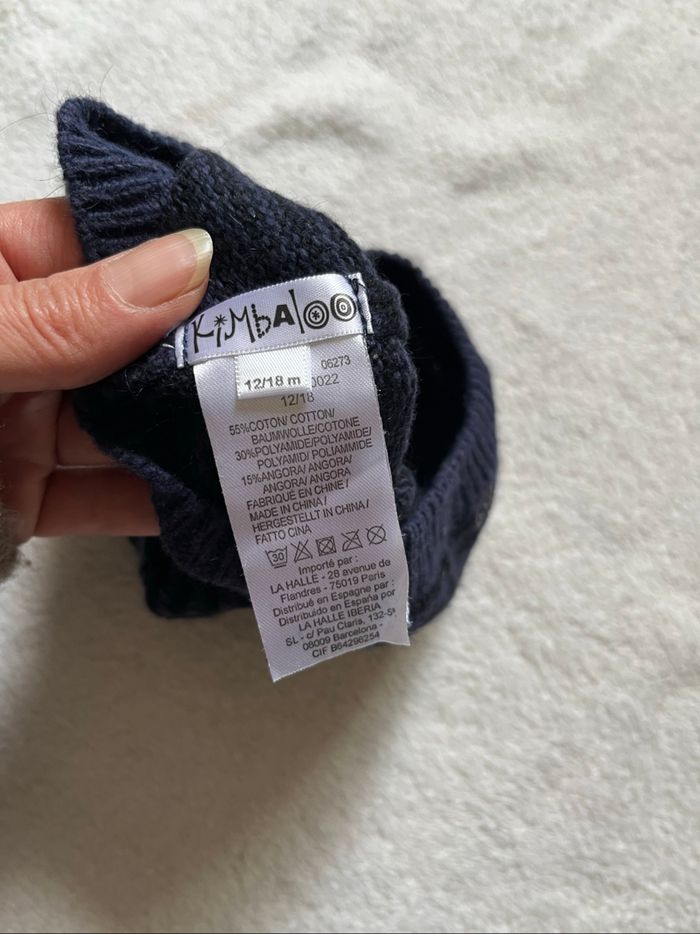 KiMbAloo
12/18 m
06273
0022
12/18
55%COTON/ COTTON/
BAUMWOLLE/COTONE
30%POLYAMIDE/POLYAMIDE/
POLYAMID/ POLIAMMIDE
15%ANGORA/ ANGORA/
ANGORA/ ANGORA
FABRIQUE EN CHINE /
MADE IN CHINA /
HERGESTELLT IN CHINA /
FATTO CINA
30
Importé par :
LA HALLE - 28 avenue de
Flandres - 75019 Paris
Distribué en Espagne par :
Distribuido en España por
LA HALLE IBERIA
SL - c/ Pau Claris, 132-5ª
08009 Barcelona -
CIF B64296254